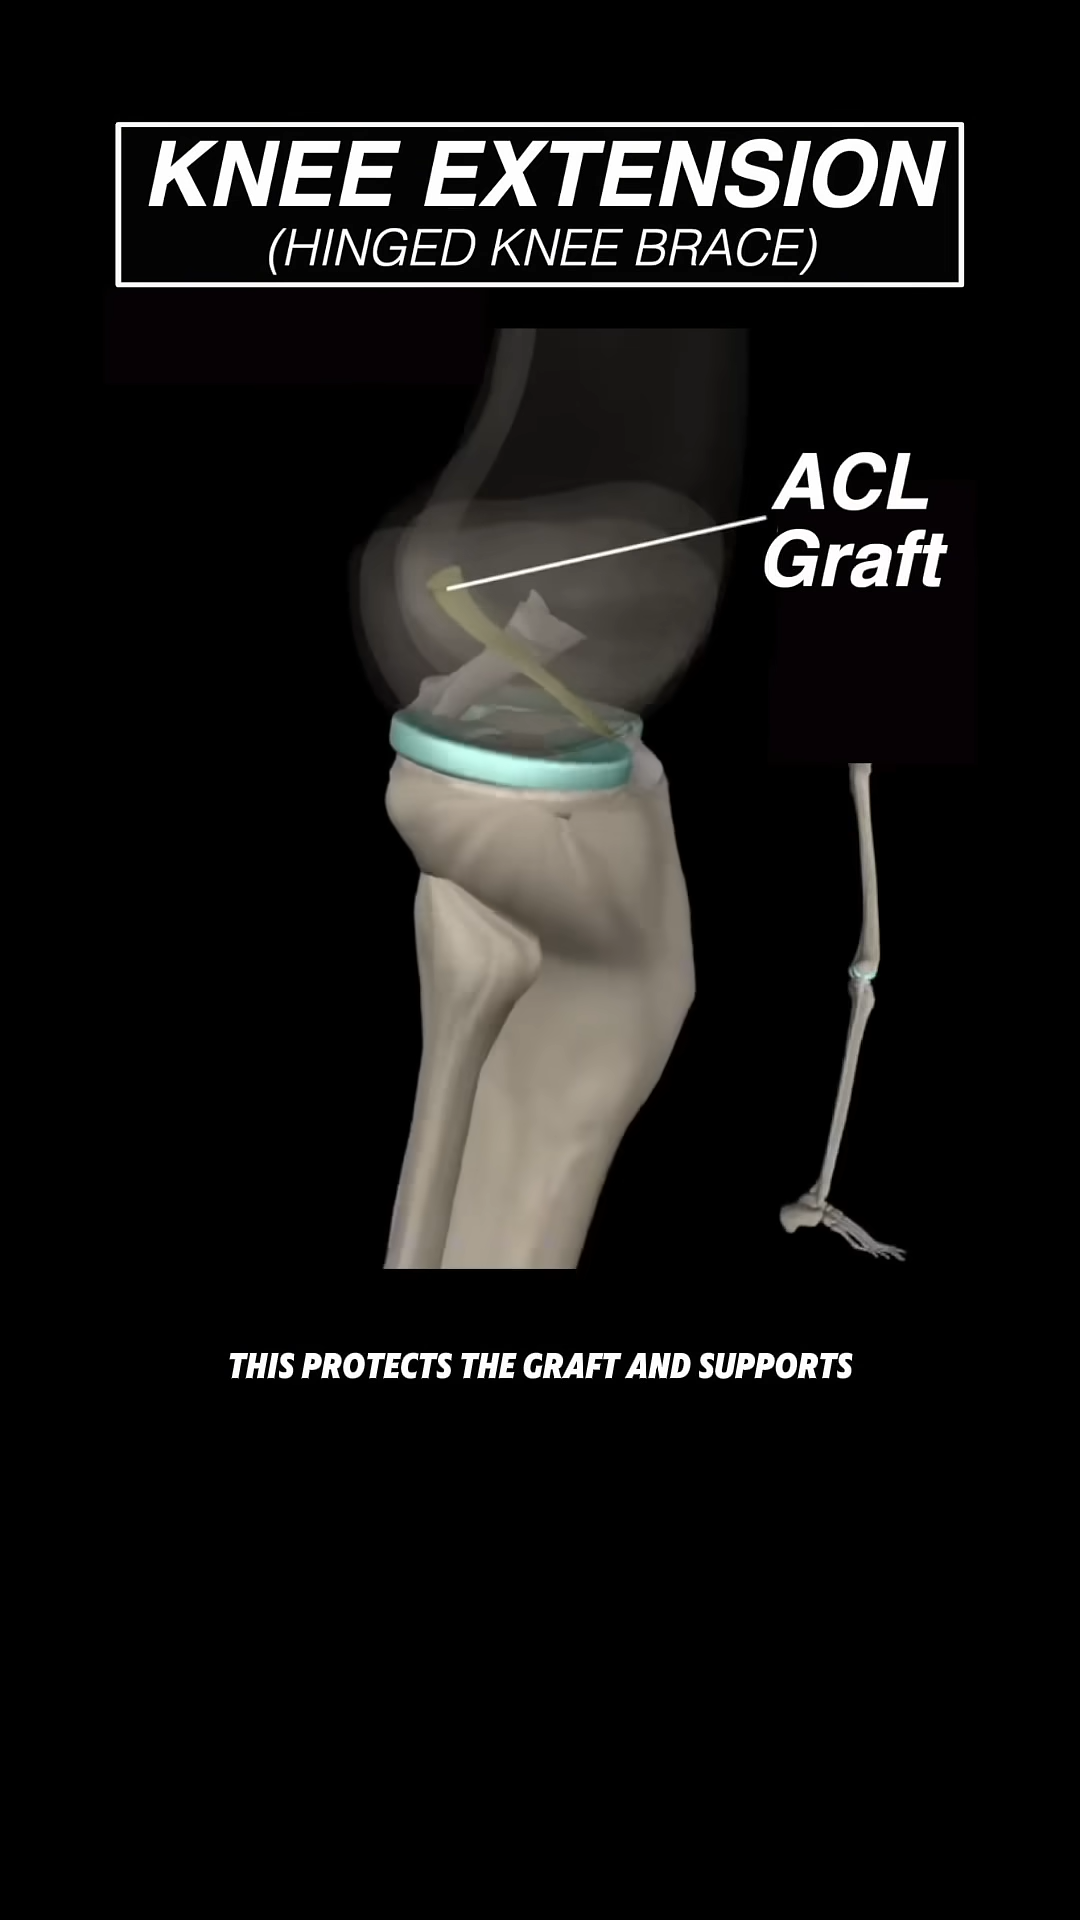 KNEE EXTENSION
(HINGED KNEE BRACE)
ACL
Graft
THIS PROTECTS THE GRAFT AND SUPPORTS